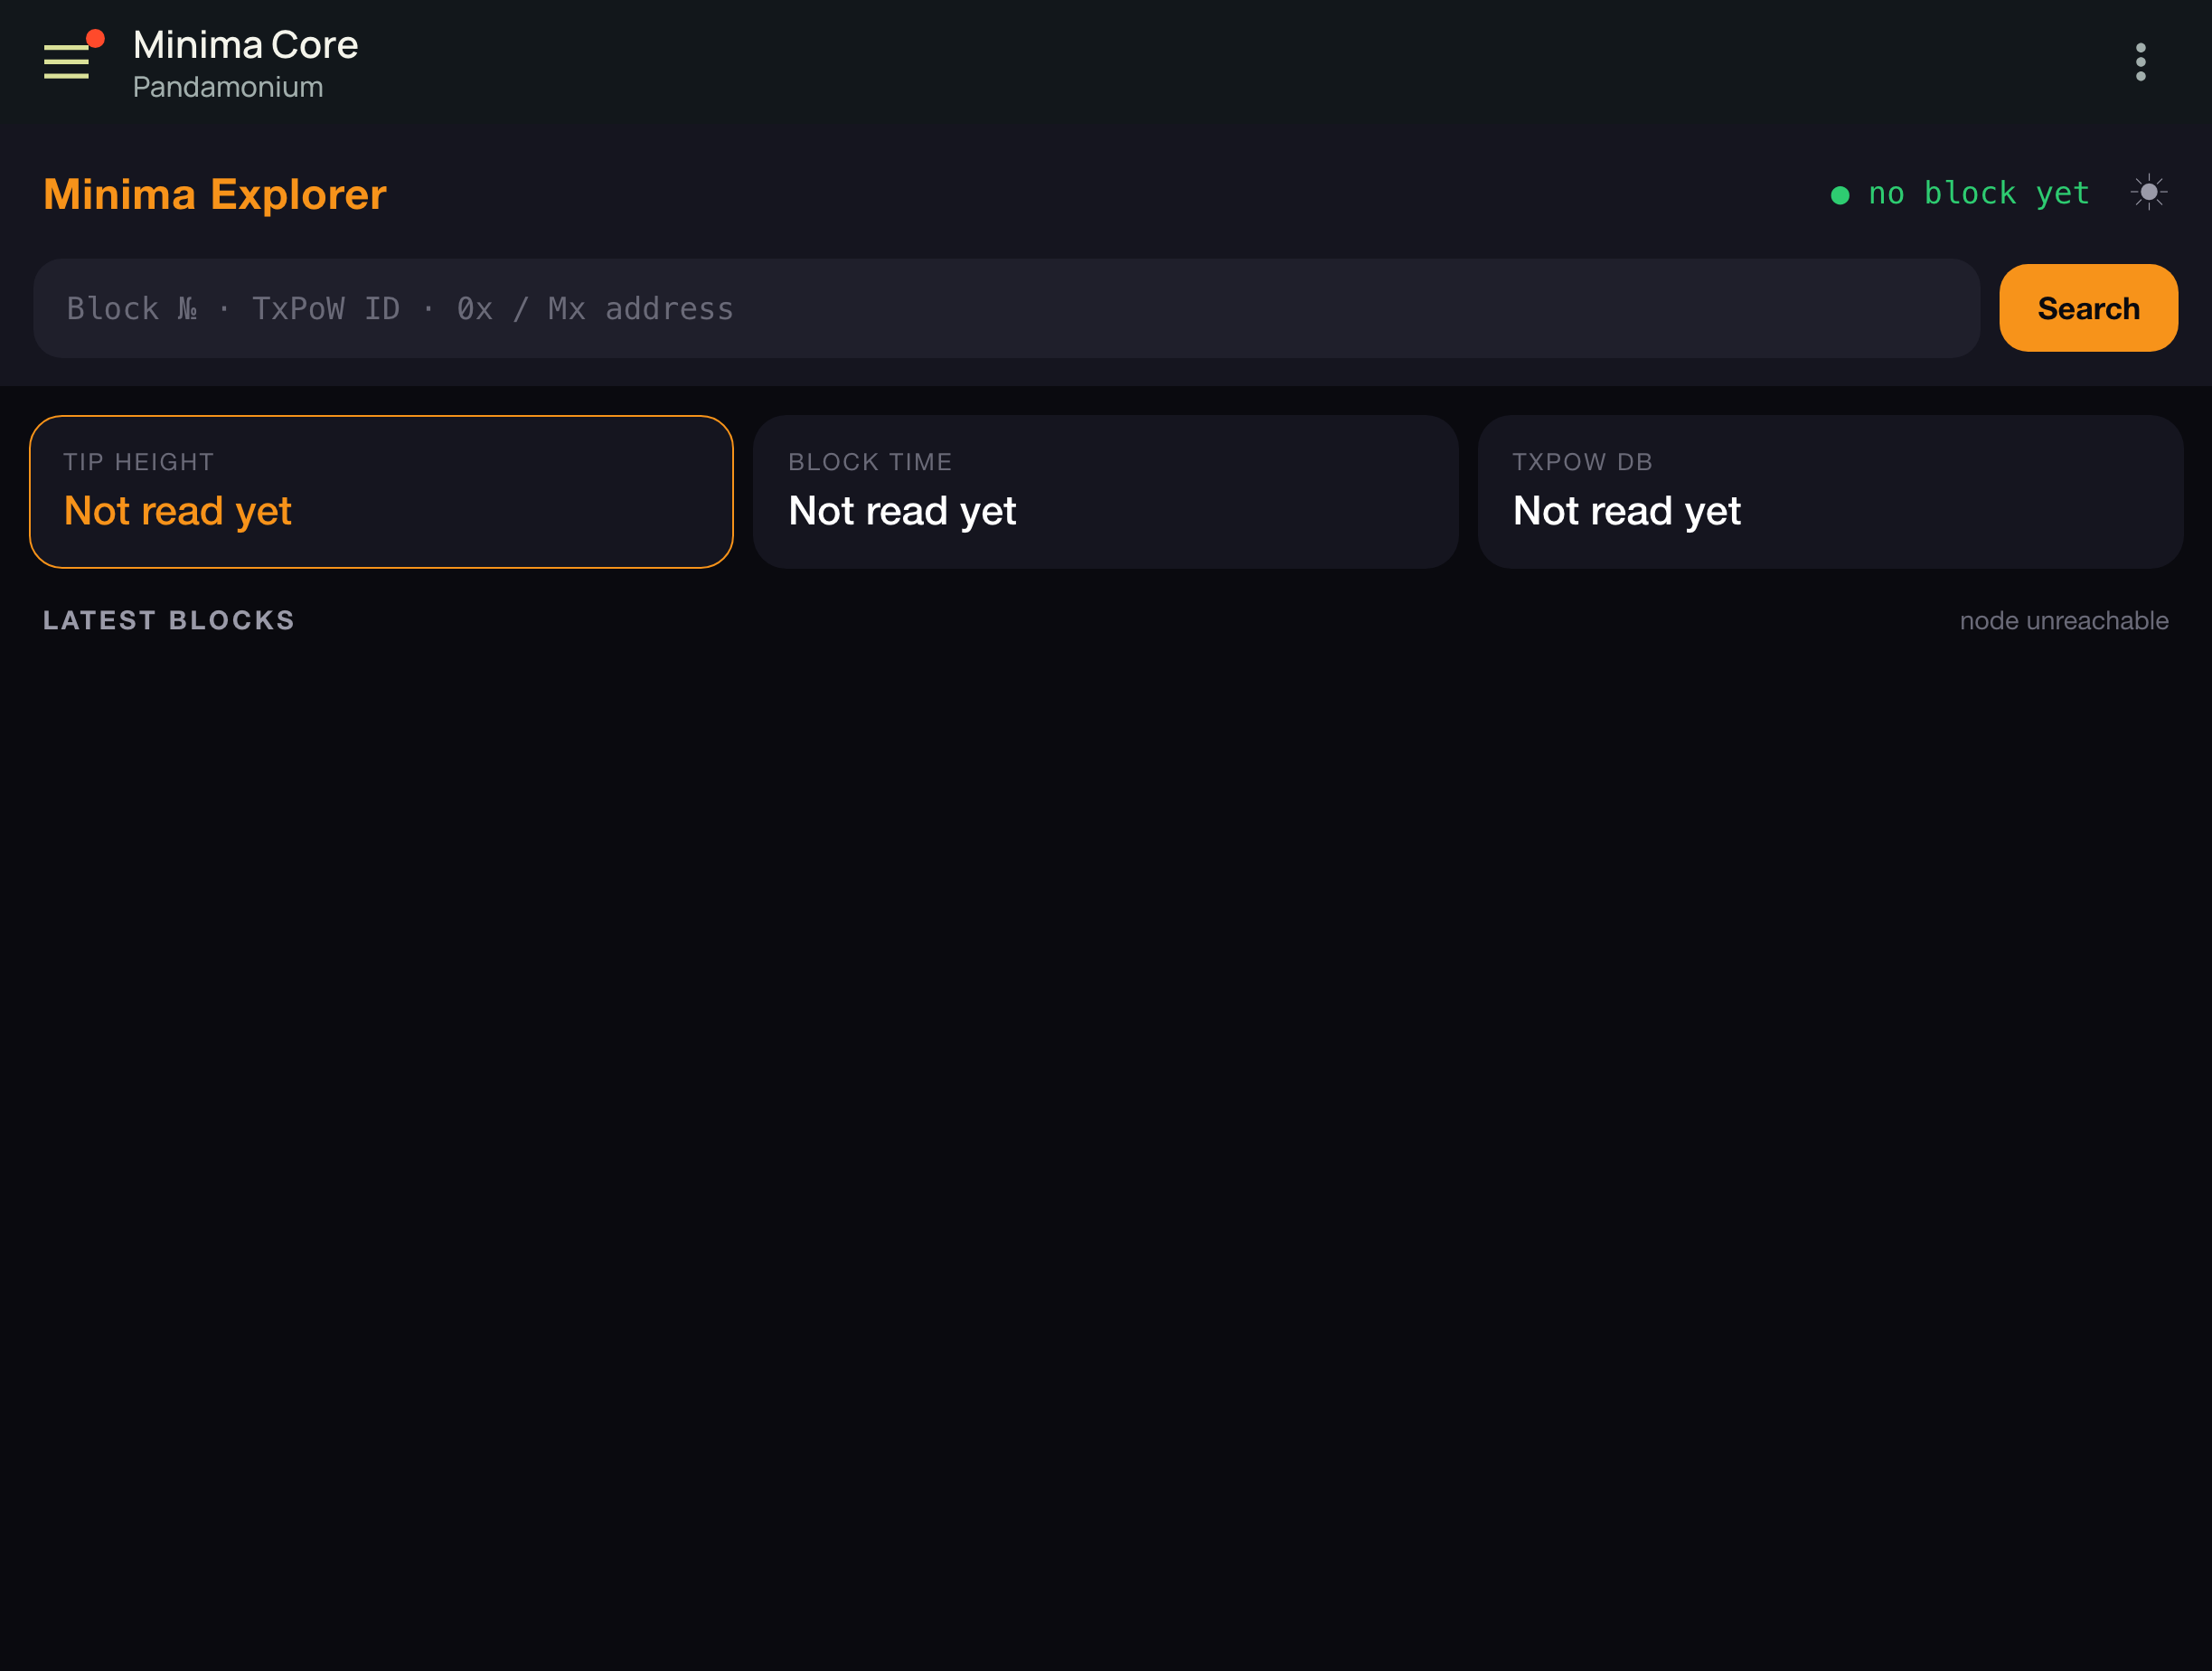 Minima Core
Pandamonium
Minima Explorer
no block yet
Block № · TxPoW ID · 0x / Mx address
Search
TIP HEIGHT
Not read yet
BLOCK TIME
Not read yet
TXPOW DB
Not read yet
LATEST BLOCKS
node unreachable